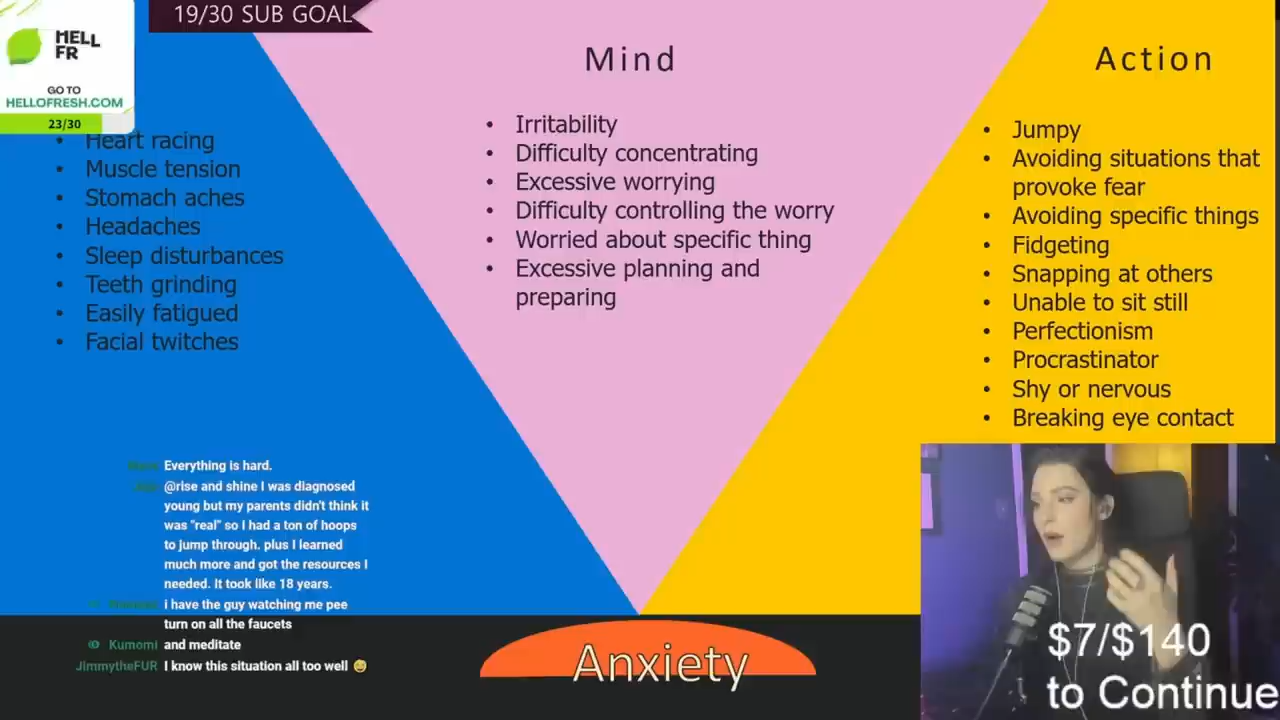 19/30 SUB GOAL
HELL
FR
GO TO
HELLOFRESH.COM
23/30
Heart racing
Muscle tension
Stomach aches
Headaches
Sleep disturbances
Teeth grinding
Easily fatigued
Facial twitches
Mind
Irritability
Difficulty concentrating
Excessive worrying
Difficulty controlling the worry
Worried about specific thing
Excessive planning and
preparing
Action
Jumpy
Avoiding situations that
provoke fear
Avoiding specific things
Fidgeting
Snapping at others
Unable to sit still
Perfectionism
Procrastinator
Shy or nervous
Breaking eye contact
Everything is hard.
@rise and shine I was diagnosed
young but my parents didn't think it
was "real" so I had a ton of hoops
to jump through. plus I learned
much more and got the resources I
needed. It took like 18 years.
i have the guy watching me pee
turn on all the faucets
Kumomi and meditate
JimmytheFUR I know this situation all too well
Anxiety
$7/$140
to Continue